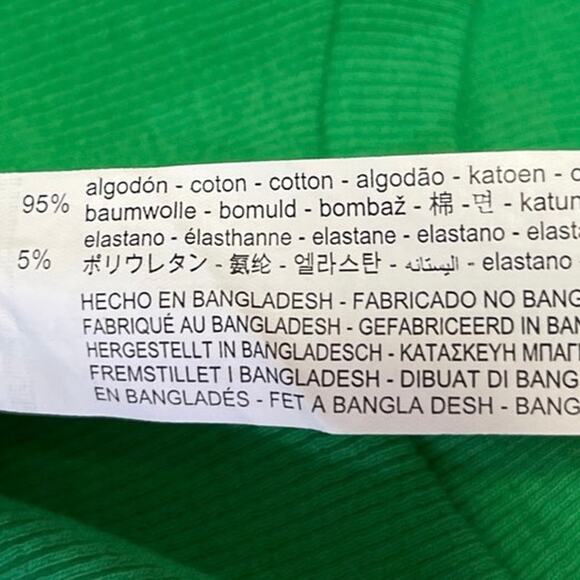 95% algodón - coton - cotton - algodão - katoen -
baumwolle - bomuld - bombaž - 棉 - 면 - katun
elastano - élasthanne - elastane - elastano - elast
5% ポリウレタン - 氨纶 - 엘라스탄 - اليستانه - elastano
HECHO EN BANGLADESH - FABRICADO NO BANG
FABRIQUÉ AU BANGLADESH - GEFABRICEERD IN BAN
HERGESTELLT IN BANGLADESCH - ΚΑΤΑΣΚΕΥΗ ΜΠΑΓ
FREMSTILLET I BANGLADESH - DIBUAT DI BANG
EN BANGLADÉS - FET A BANGLA DESH - BANG